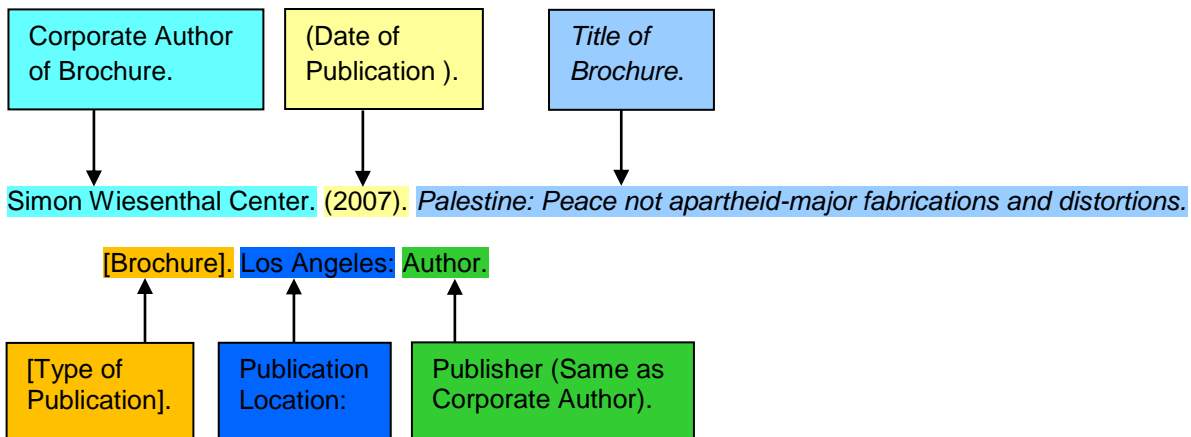 Corporate Author
of Brochure.
(Date of
Publication ).
Title of
Brochure.
Simon Wiesenthal Center. (2007). Palestine: Peace not apartheid-major fabrications and distortions.
[Brochure]. Los Angeles: Author.
[Type of
Publication].
Publication
Location:
Publisher (Same as
Corporate Author).